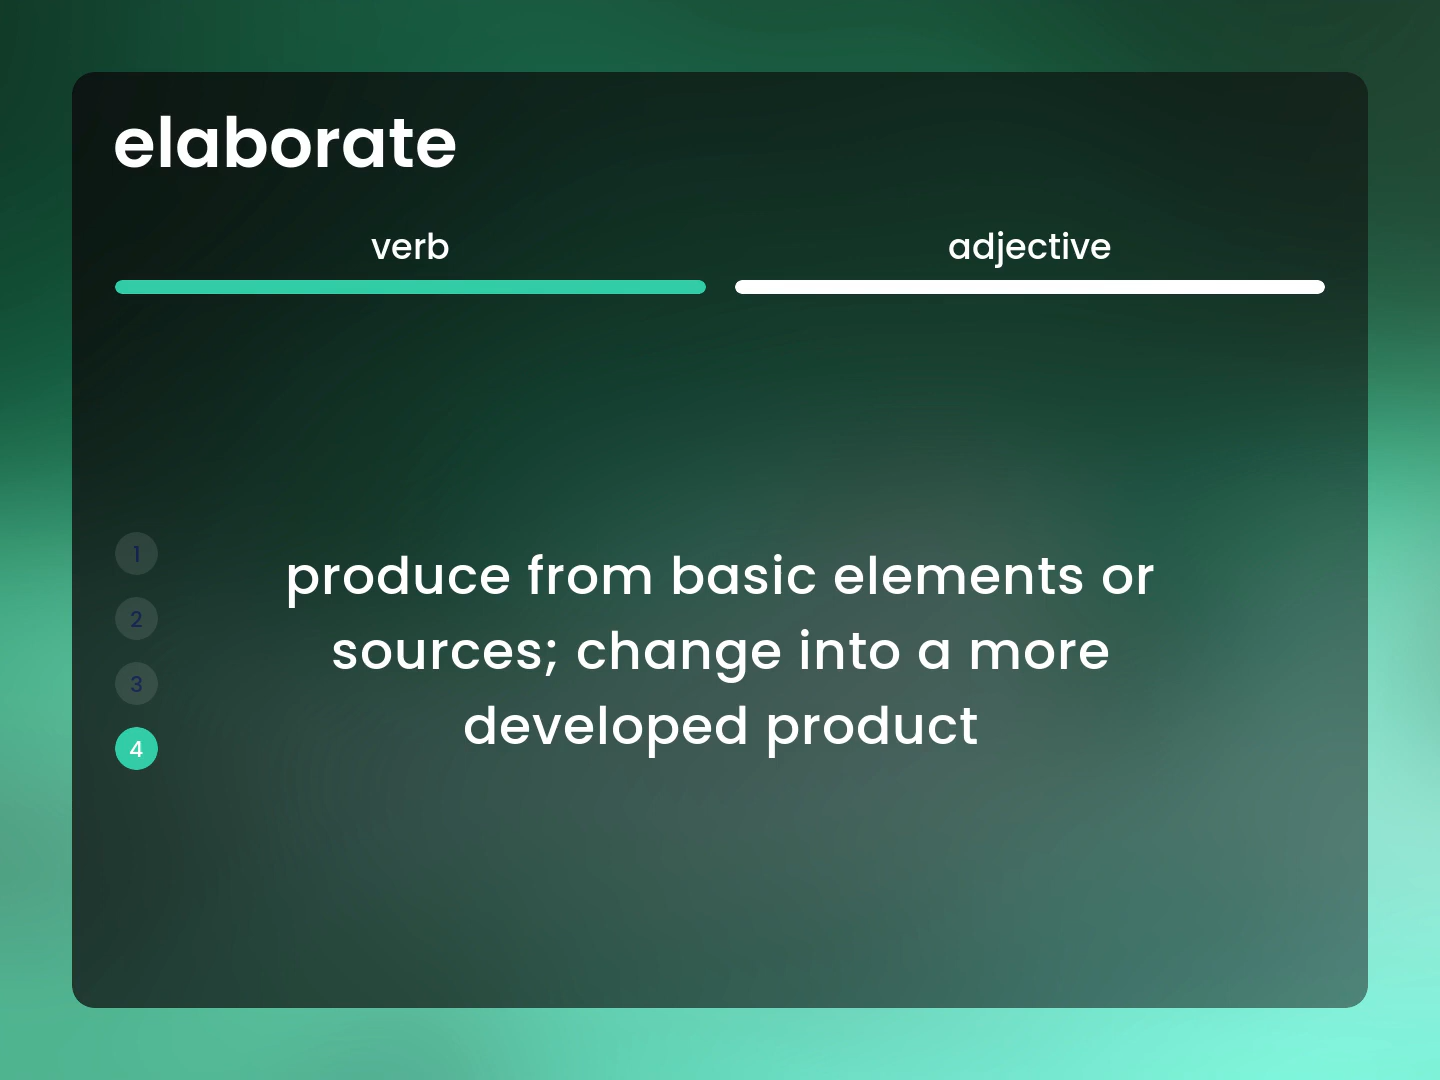 elaborate
verb
adjective
1
2
3
4
produce from basic elements or
sources; change into a more
developed product